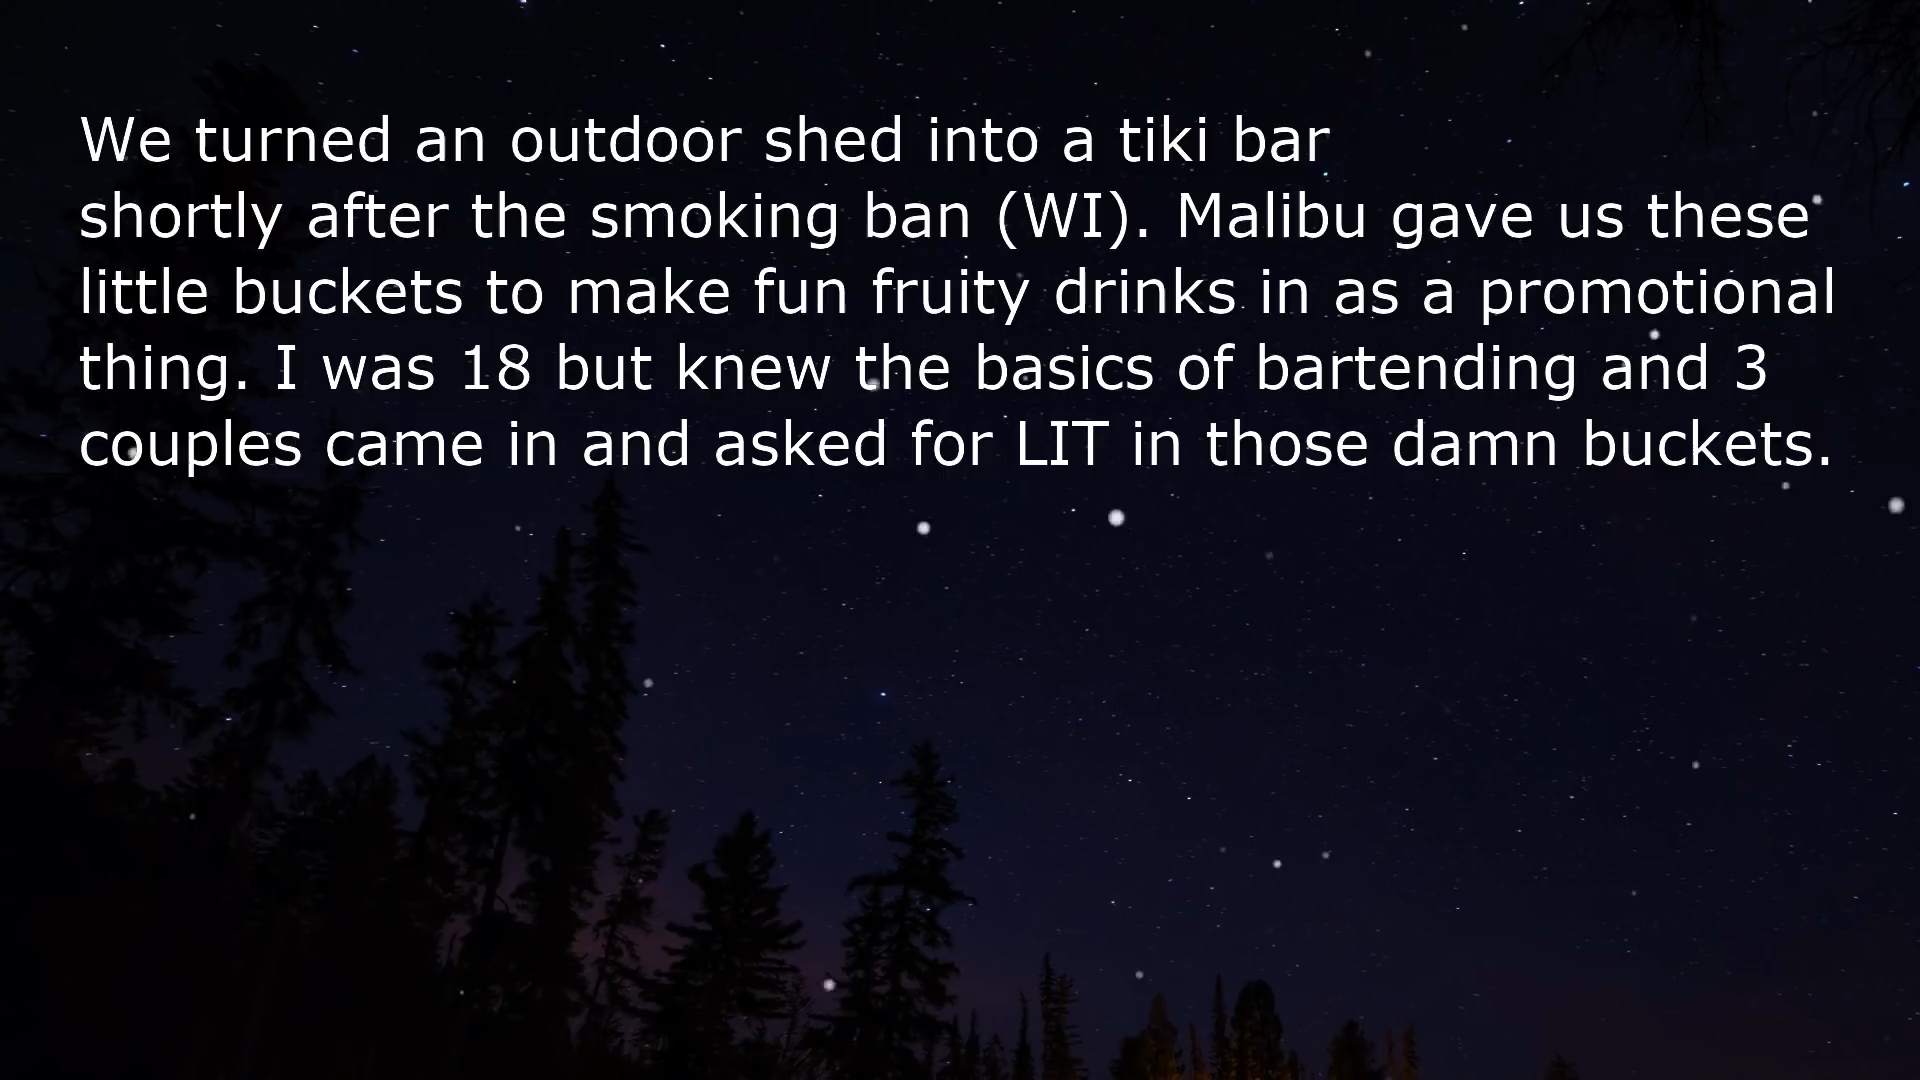 We turned an outdoor shed into a tiki bar
shortly after the smoking ban (WI). Malibu gave us these
little buckets to make fun fruity drinks in as a promotional
thing. I was 18 but knew the basics of bartending and 3
couples came in and asked for LIT in those damn buckets.